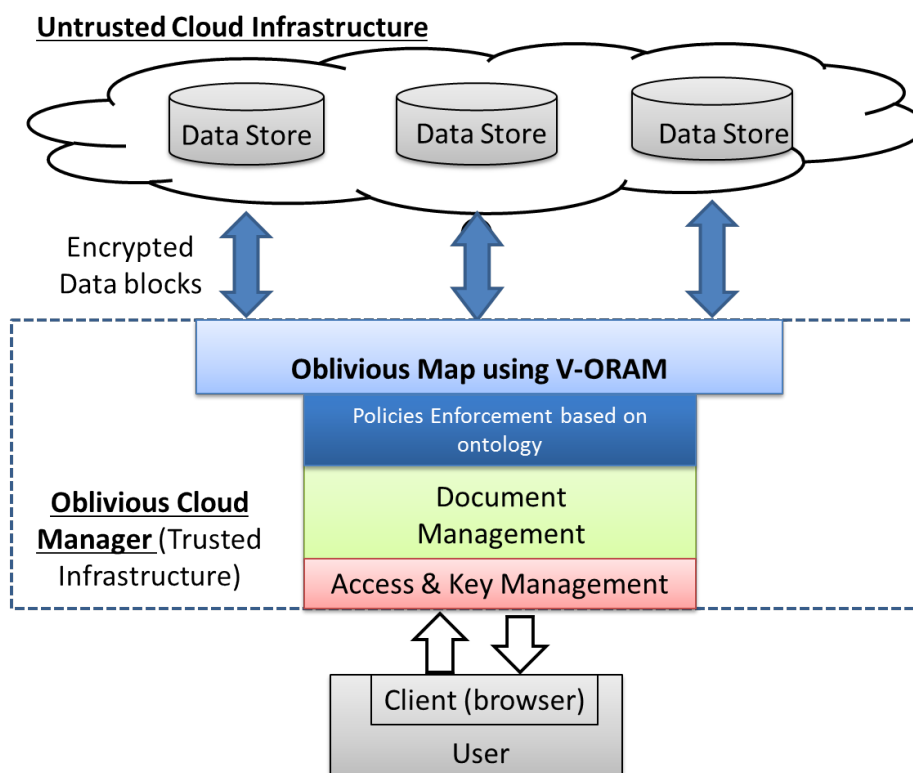 Untrusted Cloud Infrastructure
Data Store
Data Store
Data Store
Encrypted
Data blocks
Oblivious Map using V-ORAM
Policies Enforcement based on
ontology
Document
Management
Oblivious Cloud
Manager (Trusted
Infrastructure)
Access & Key Management
Client (browser)
User